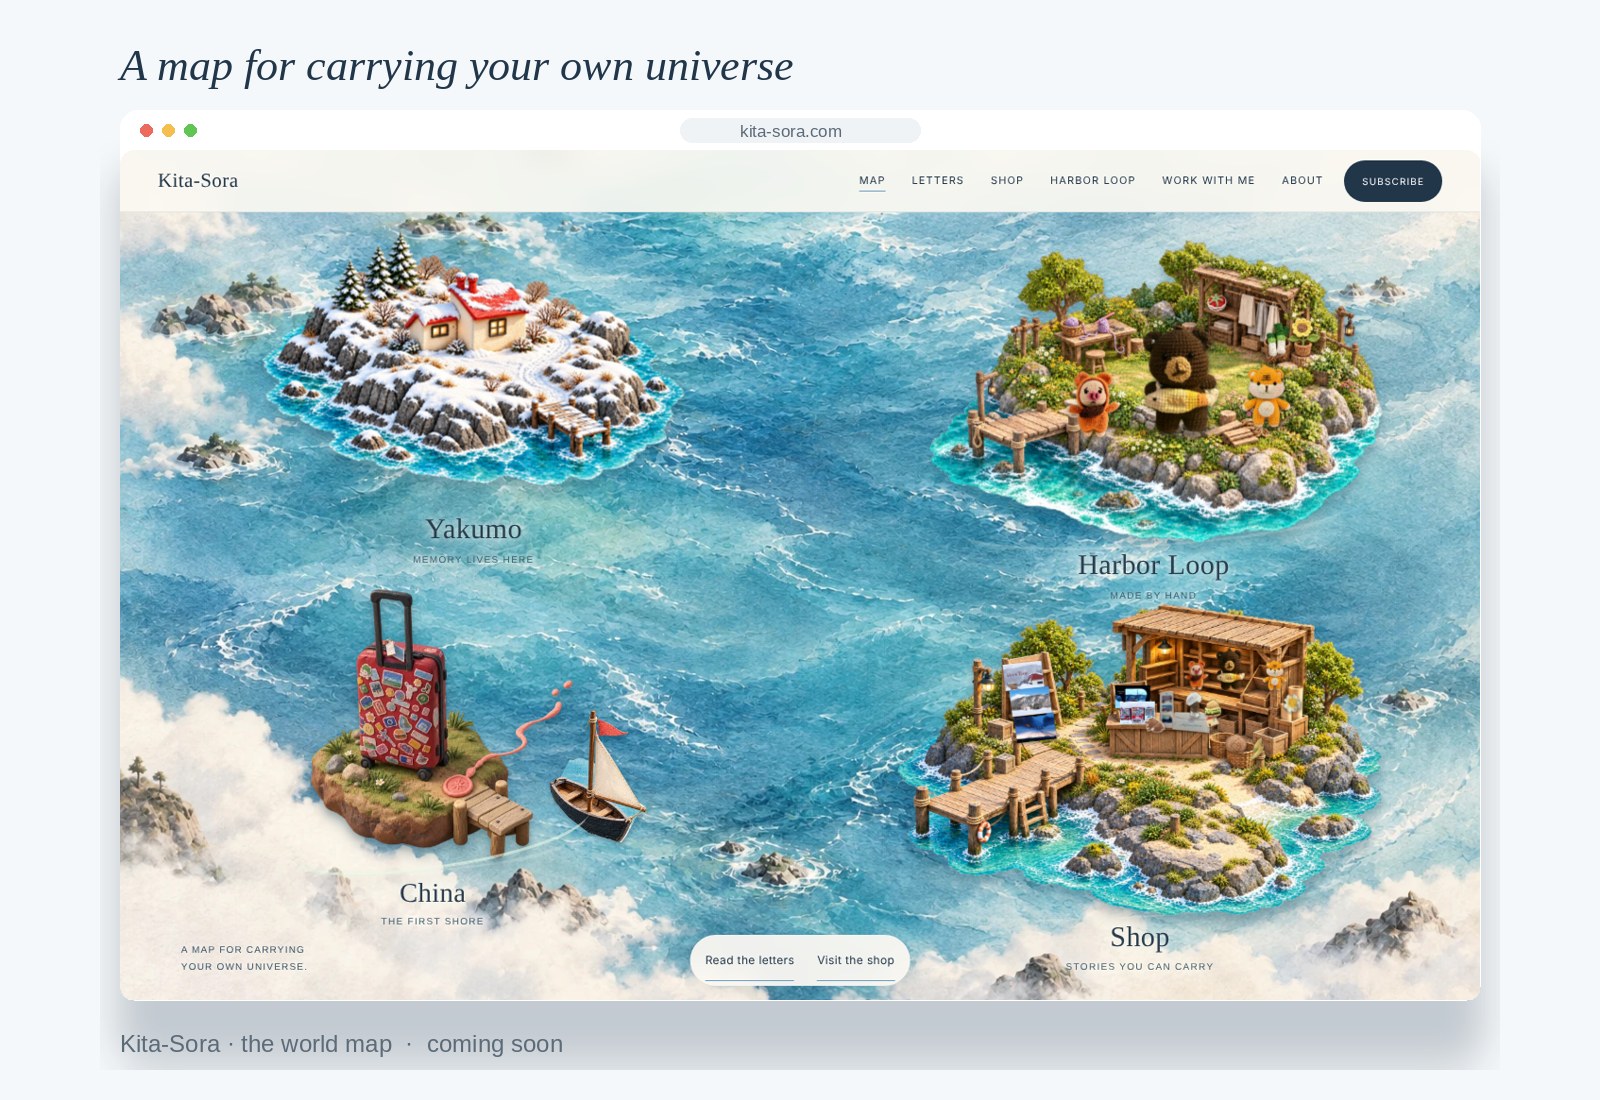 A map for carrying your own universe
kita-sora.com
Kita-Sora
MAP
LETTERS
SHOP
HARBOR LOOP
WORK WITH ME
ABOUT
SUBSCRIBE
Yakumo
MEMORY LIVES HERE
Harbor Loop
MADE BY HAND
China
THE FIRST SHORE
Shop
STORIES YOU CAN CARRY
A MAP FOR CARRYING
YOUR OWN UNIVERSE.
Read the letters
Visit the shop
Kita-Sora · the world map · coming soon